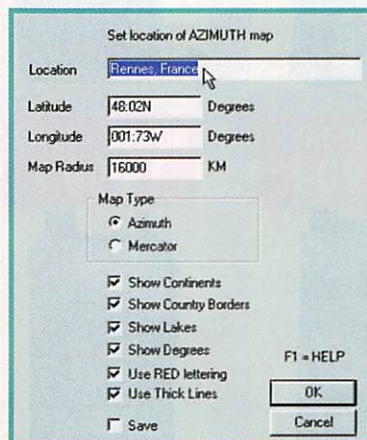 Set location of AZIMUTH map
Location Rennes, France
Latitude 48:02N Degrees
Longitude 001:73W Degrees
Map Radius 16000 KM
Map Type
Azimuth
Mercator
Show Continents
Show Country Borders
Show Lakes
Show Degrees
F1 = HELP
Use RED lettering
Use Thick Lines
OK
Save
Cancel